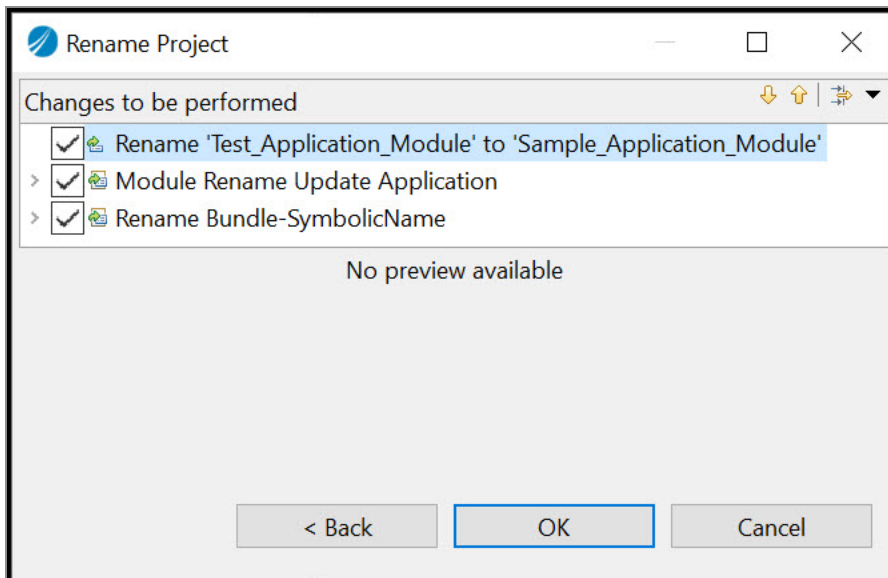 Rename Project
Changes to be performed
Rename 'Test_Application_Module' to 'Sample_Application_Module'
Module Rename Update Application
Rename Bundle-SymbolicName
No preview available
< Back
OK
Cancel